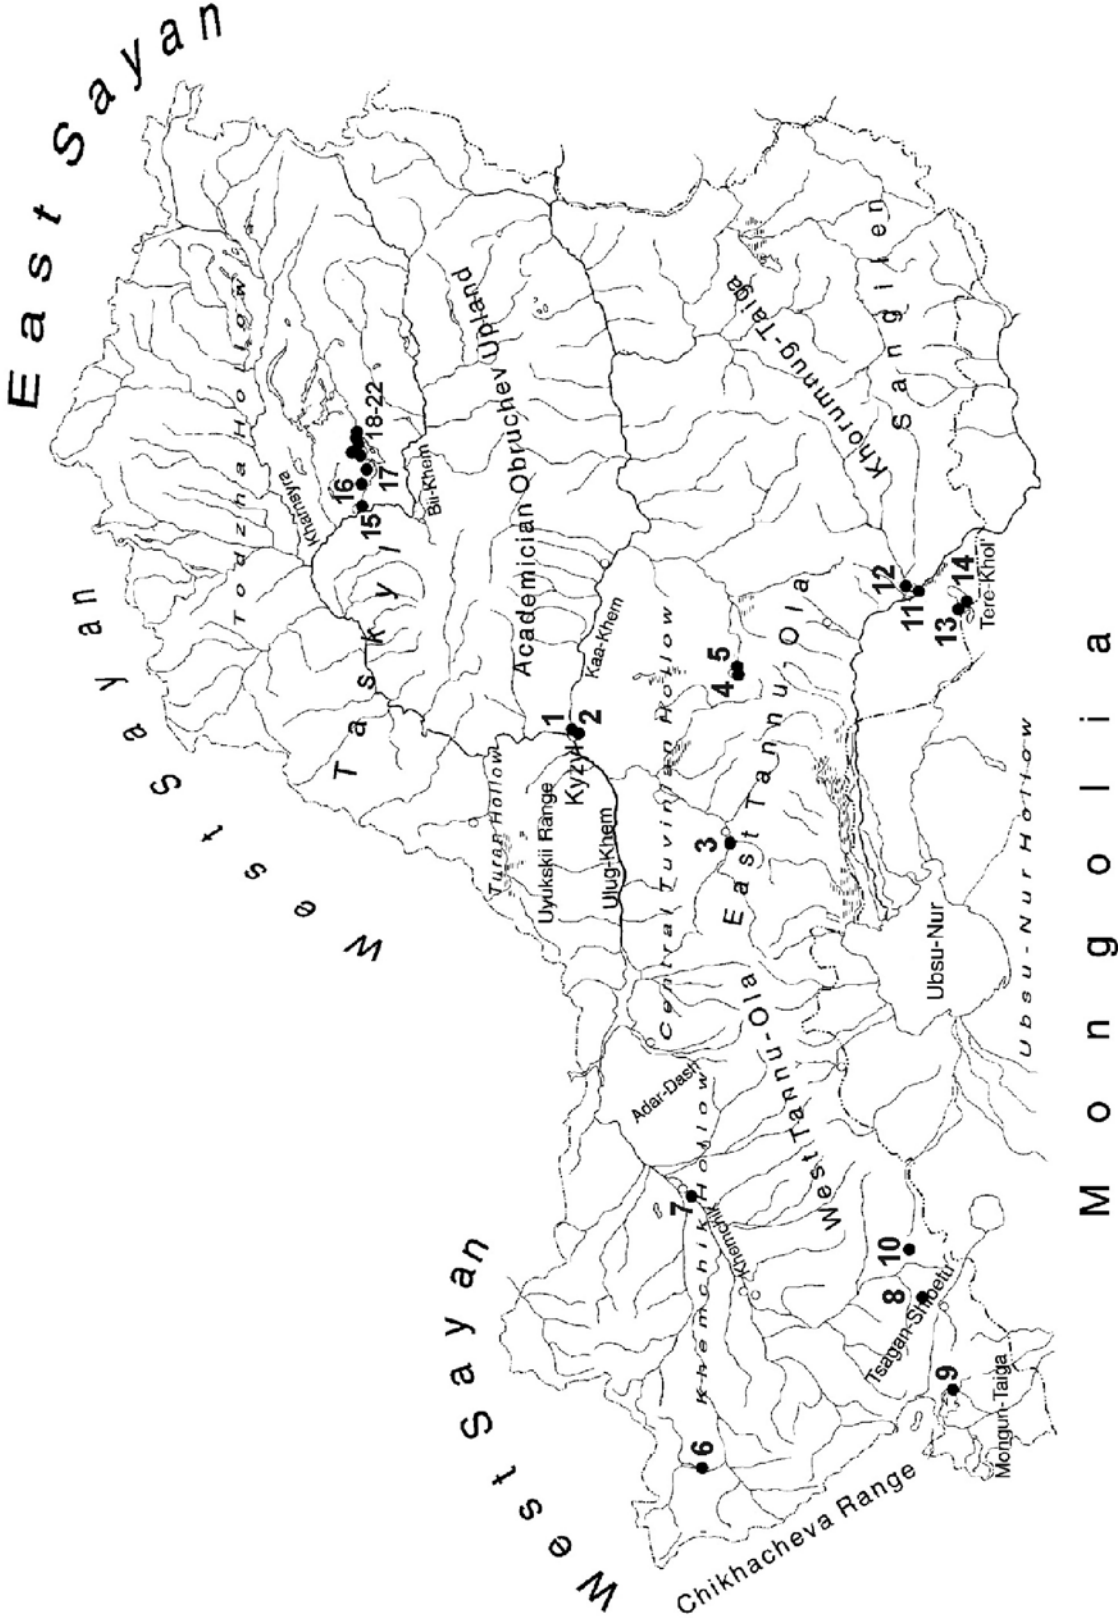 East Sayan
West Sayan
West Sayan
Todzha Hollow
Khamsyra
Taskyl
16
15
17
18-22
Bii-Khem
Academician Obruchev Upland
Turan Hollow
Uyukskii Range
Kyzyl
1
2
Kaa-Khem
Ulug-Khem
Central Tuvinian Hollow
4
5
3
East Tannu-Ola
Khorumnug-Taiga
Sangilen
12
11
13
14
Tere-Khol'
Adar-Dash
Khemchik Hollow
7
Khemchik
6
West Tannu-Ola
Ubsu-Nur
Ubsu-Nur Hollow
10
8
Tsagan-Shibetu
9
Mongun-Taiga
Chikhacheva Range
Mongolia